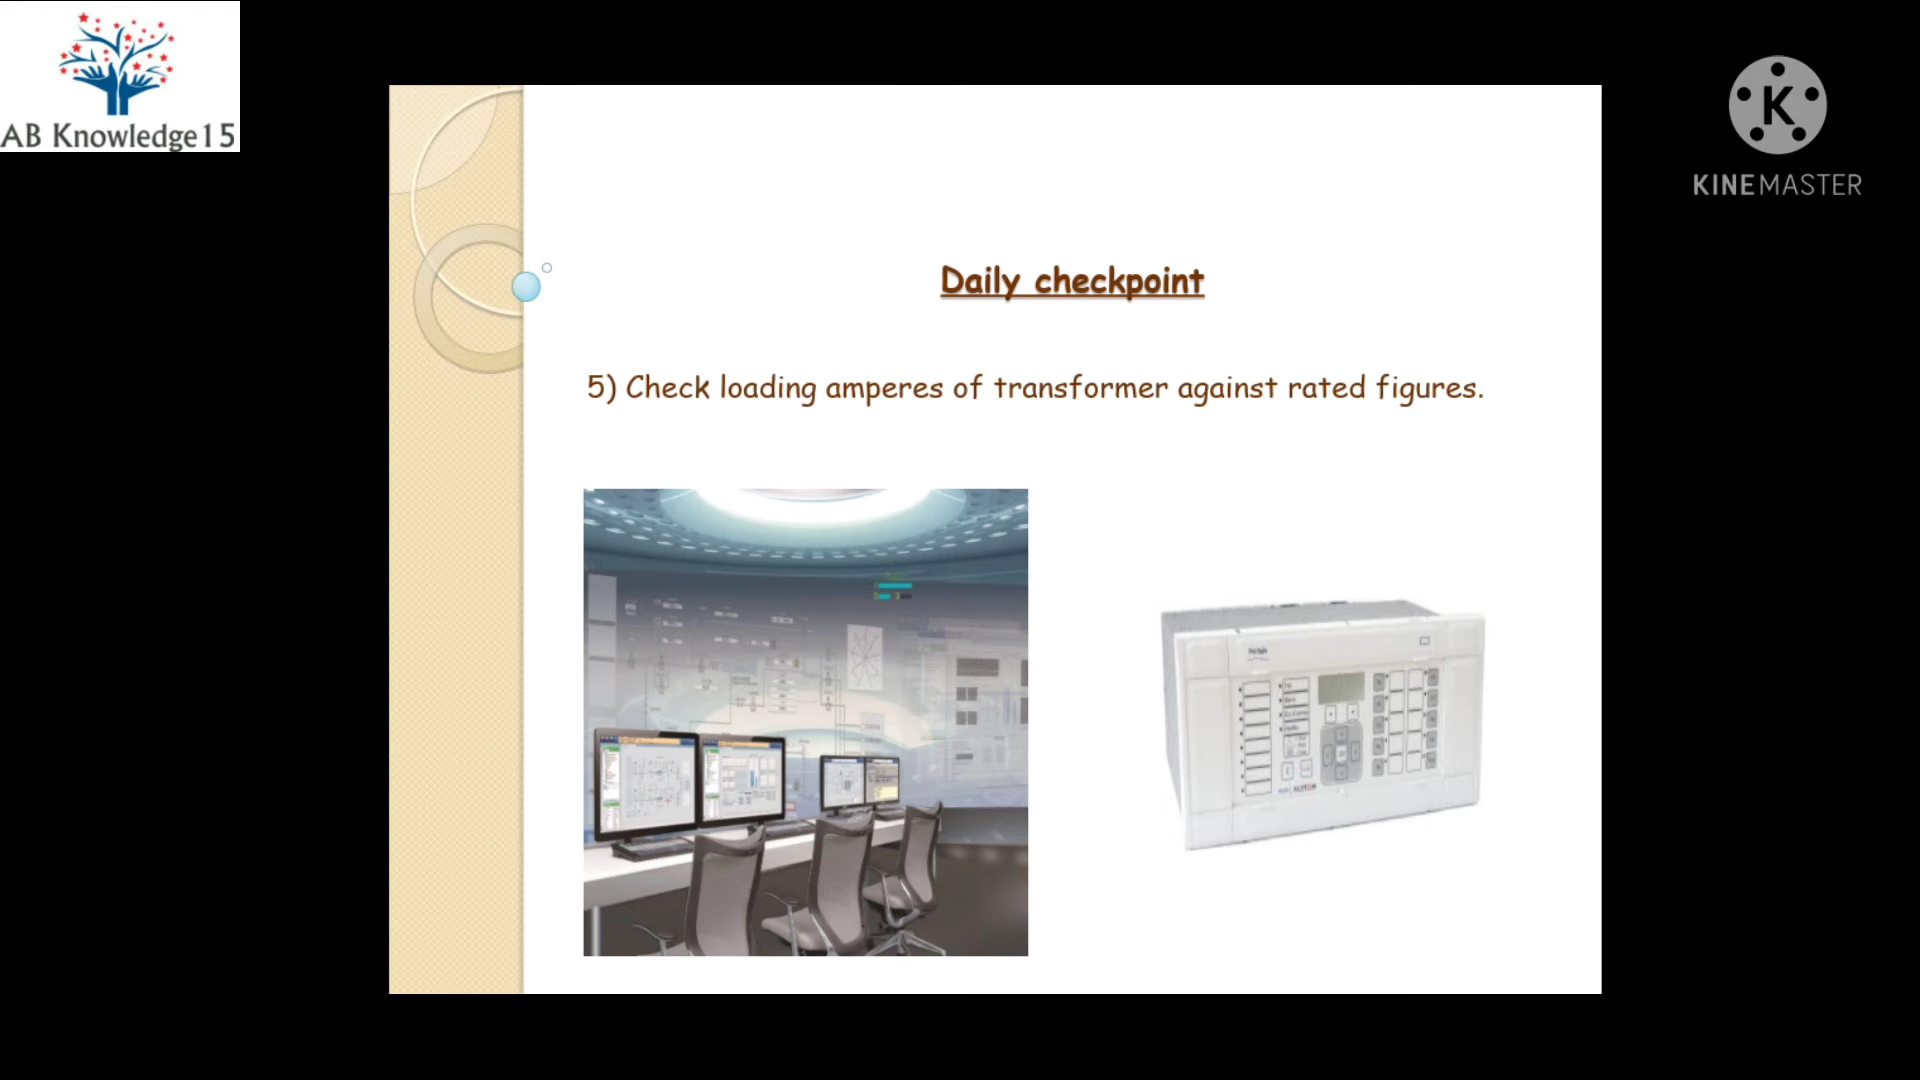 AB Knowledge15
KINEMASTER
Daily checkpoint
5) Check loading amperes of transformer against rated figures.